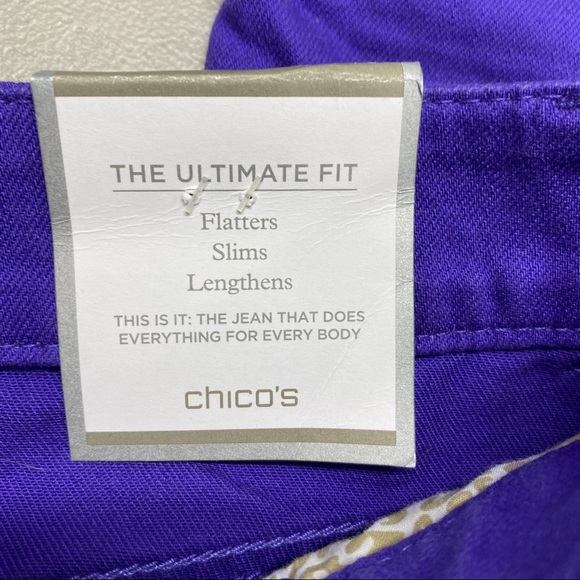 THE ULTIMATE FIT
Flatters
Slims
Lengthens
THIS IS IT: THE JEAN THAT DOES
EVERYTHING FOR EVERY BODY
chico's